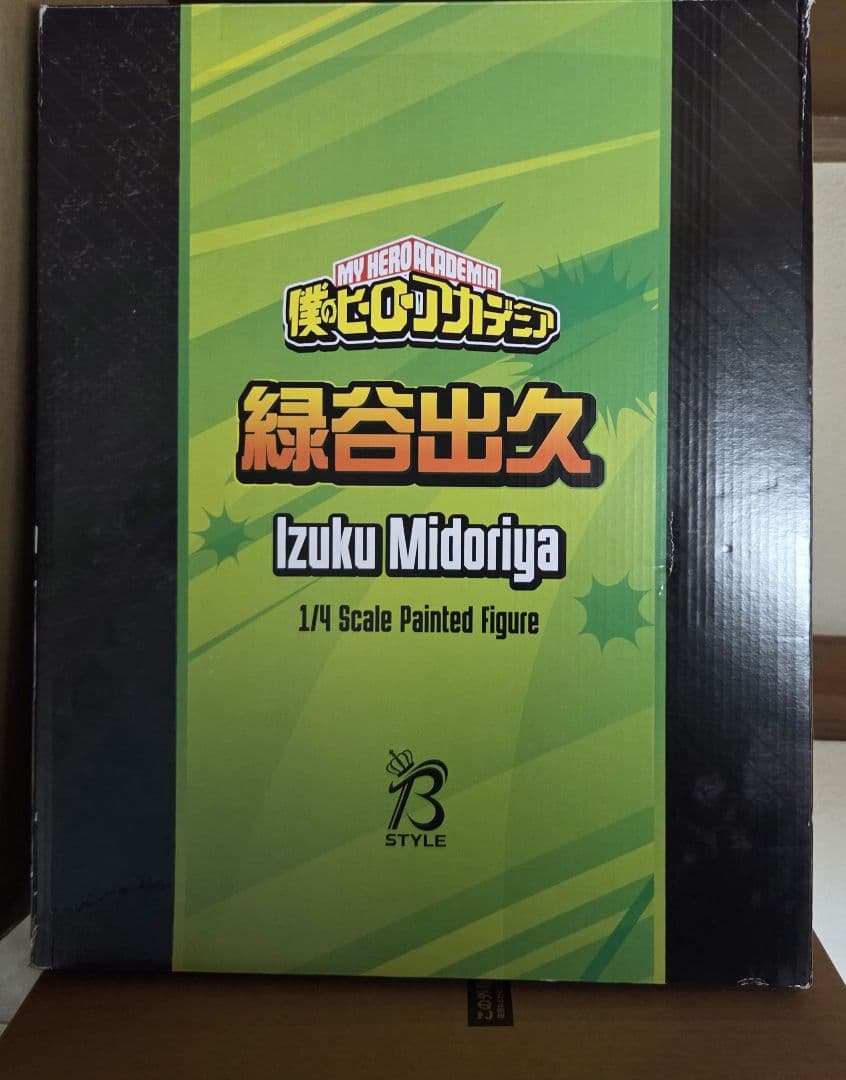 MY HERO ACADEMIA
僕のヒーローアカデミア
緑谷出久
Izuku Midoriya
1/4 Scale Painted Figure
B
STYLE